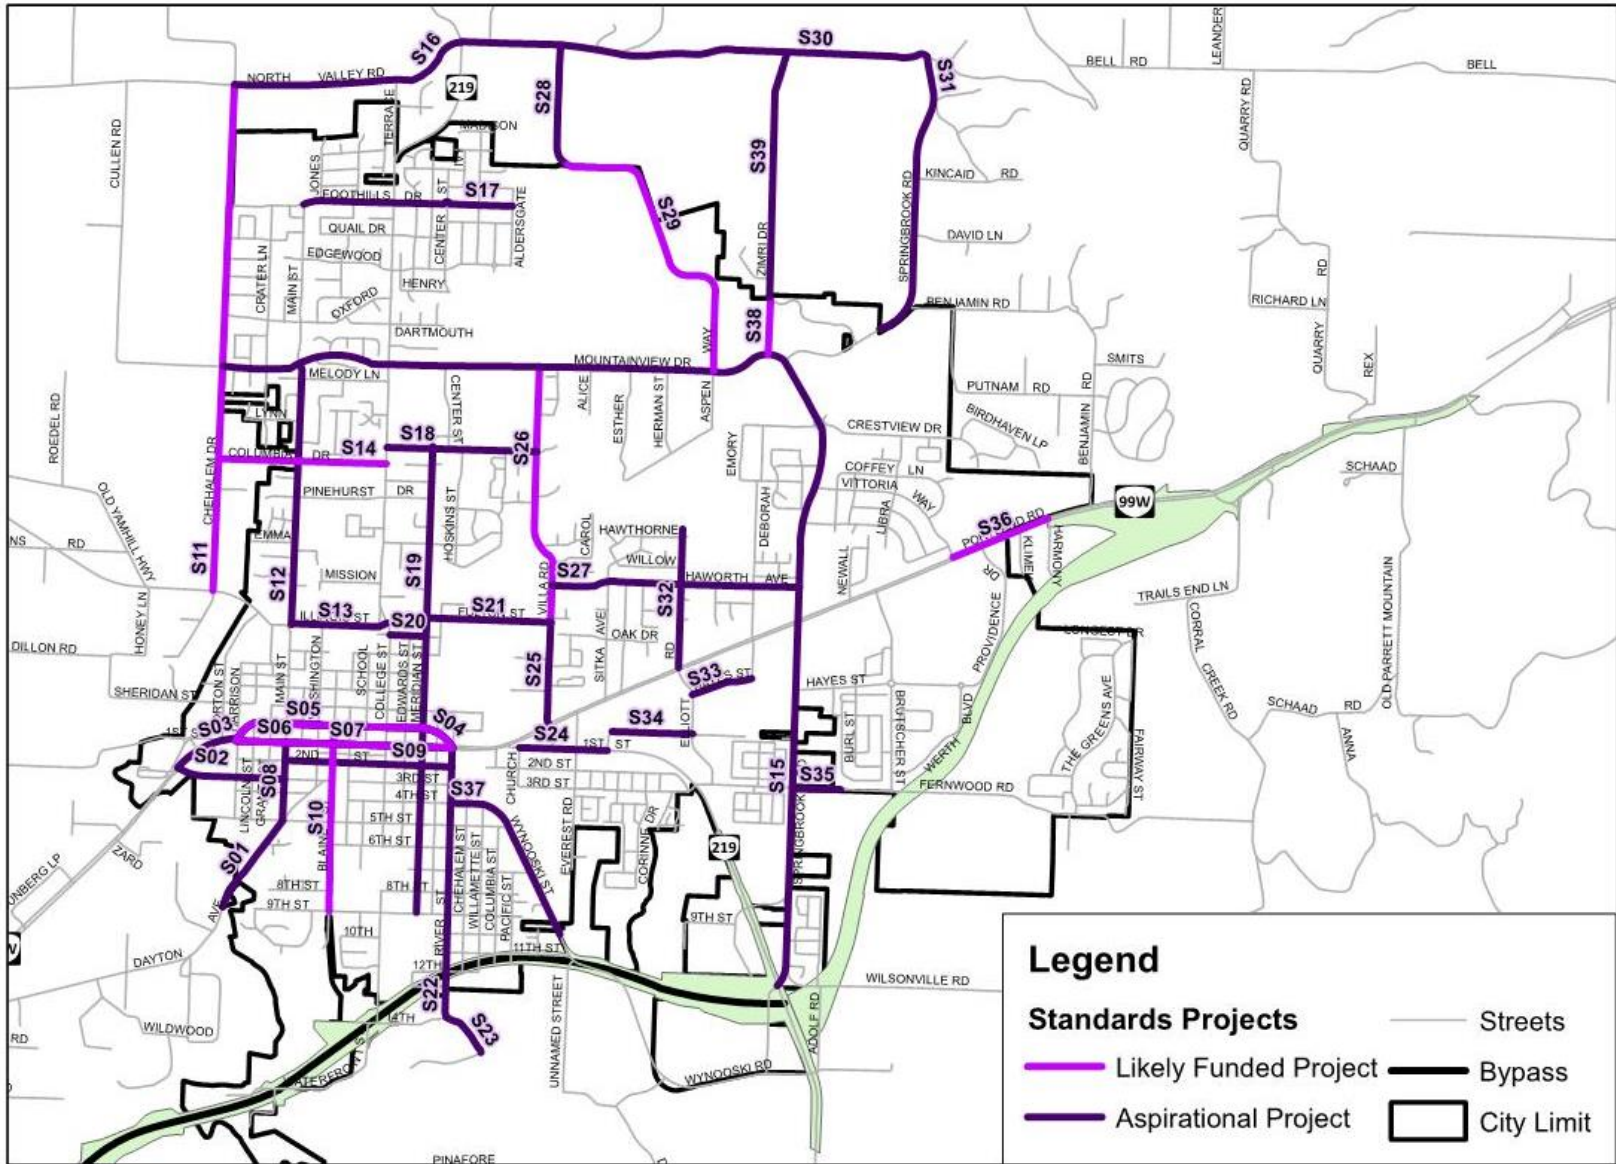 S16
S30
S31
NORTH VALLEY RD
219
S28
S39
BELL RD
BELL
LEANDER
QUARRY RD
CULLEN RD
TERRACE
MADISON
JONES
FOOTHILLS DR
S17
CENTER ST
ALDERSGATE
S29
KINCAID RD
SPRINGBROOK RD
ZIMRI DR
DAVID LN
QUAIL DR
EDGEWOOD
HENRY
CRATER LN
MAIN ST
OXFORD
DARTMOUTH
S38
BENJAMIN RD
RICHARD LN
QUARRY RD
REX
MOUNTAINVIEW DR
WAY
ASPEN
MELODY LN
SMITS
PUTNAM RD
BENJAMIN RD
LYNN
CENTER ST
ALICE
ESTHER
HERMAN ST
ROEDEL RD
CHEHALEM DR
COLUMBIA DR
S14
S18
S26
CRESTVIEW DR
BIRDHAVEN LP
EMORY
COFFEY LN
VITTORIA WAY
LIBRA
SCHAAD
99W
PINEHURST DR
HOSKINS ST
DEBORAH
OLD YAMHILL HWY
S11
EMMA
S12
MISSION
S19
CAROL
HAWTHORNE
WILLOW
S27
HAWORTH AVE
NEWALL
S36
KLIMEK
HARMONY
NS RD
HONEY LN
DILLON RD
S13
S20
S21
VILLA RD
S32
SITKA AVE
OAK DR
RD
TRAILS END LN
CORRAL CREEK RD
OLD PARRETT MOUNTAIN
PROVIDENCE DR
SHERIDAN ST
MAIN ST
SCHOOL
COLLEGE ST
EDWARDS ST
MERIDIAN ST
S25
S33
HAYES ST
SCHAAD RD
ANNA
S03
S05
S06
S07
S04
S09
S02
S08
2ND ST
S24
1ST ST
S34
ELLIOTT
BURL ST
BRUTSCHER ST
WERTH BLVD
THE GREENS AVE
FAIRWAY ST
2ND ST
3RD ST
CHURCH
3RD ST
4TH ST
S37
S15
S35
FERNWOOD RD
LINCOLN ST
S10
5TH ST
6TH ST
S01
ZARD
WYNOOSKI ST
EVEREST RD
CORINNE DR
219
8TH ST
8TH ST
9TH ST
AVE
RIVER ST
CHEHALEM ST
WILLAMETTE ST
COLUMBIA ST
PACIFIC ST
9TH ST
10TH
11TH ST
12TH
DAYTON
WILDWOOD
RD
S22
14TH
S23
UNNAMED STREET
WYNOOSKI RD
ADOLF RD
WILSONVILLE RD
PINAFORE
Legend
Standards Projects
Likely Funded Project
Aspirational Project
Streets
Bypass
City Limit